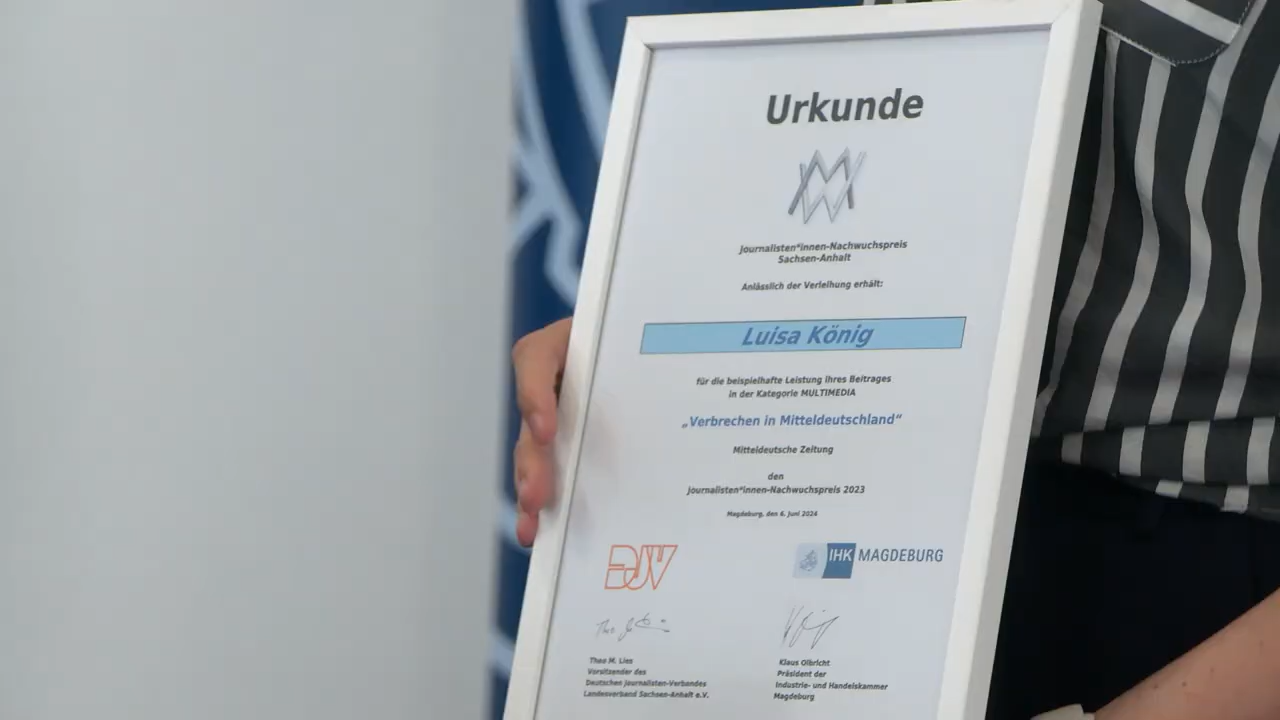 Urkunde
Journalisten*innen-Nachwuchspreis
Sachsen-Anhalt
Anlässlich der Verleihung erhält:
Luisa König
für die beispielhafte Leistung ihres Beitrages
in der Kategorie MULTIMEDIA
„Verbrechen in Mitteldeutschland“
Mitteldeutsche Zeitung
den
Journalisten*innen-Nachwuchspreis 2023
Magdeburg, den 6. Juni 2024
DJV
IHK MAGDEBURG
Thea M. Lies
Vorsitzender des
Deutschen Journalisten-Verbandes
Landesverband Sachsen-Anhalt e.V.
Klaus Olbricht
Präsident der
Industrie- und Handelskammer
Magdeburg